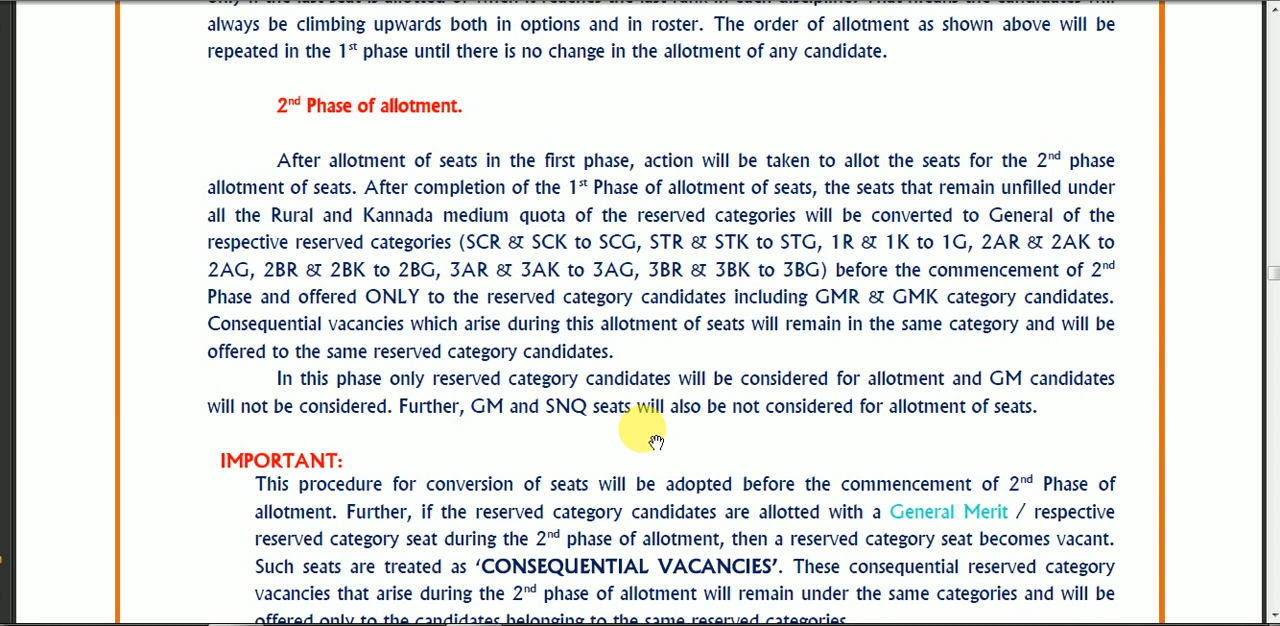 always be climbing upwards both in options and in roster. The order of allotment as shown above will be
repeated in the 1st phase until there is no change in the allotment of any candidate.
2nd Phase of allotment.
After allotment of seats in the first phase, action will be taken to allot the seats for the 2nd phase
allotment of seats. After completion of the 1st Phase of allotment of seats, the seats that remain unfilled under
all the Rural and Kannada medium quota of the reserved categories will be converted to General of the
respective reserved categories (SCR & SCK to SCG, STR & STK to STG, 1R & 1K to 1G, 2AR & 2AK to
2AG, 2BR & 2BK to 2BG, 3AR & 3AK to 3AG, 3BR & 3BK to 3BG) before the commencement of 2nd
Phase and offered ONLY to the reserved category candidates including GMR & GMK category candidates.
Consequential vacancies which arise during this allotment of seats will remain in the same category and will be
offered to the same reserved category candidates.
In this phase only reserved category candidates will be considered for allotment and GM candidates
will not be considered. Further, GM and SNQ seats will also be not considered for allotment of seats.
IMPORTANT:
This procedure for conversion of seats will be adopted before the commencement of 2nd Phase of
allotment. Further, if the reserved category candidates are allotted with a General Merit / respective
reserved category seat during the 2nd phase of allotment, then a reserved category seat becomes vacant.
Such seats are treated as ‘CONSEQUENTIAL VACANCIES’. These consequential reserved category
vacancies that arise during the 2nd phase of allotment will remain under the same categories and will be
offered only to the candidates belonging to the same reserved categories.